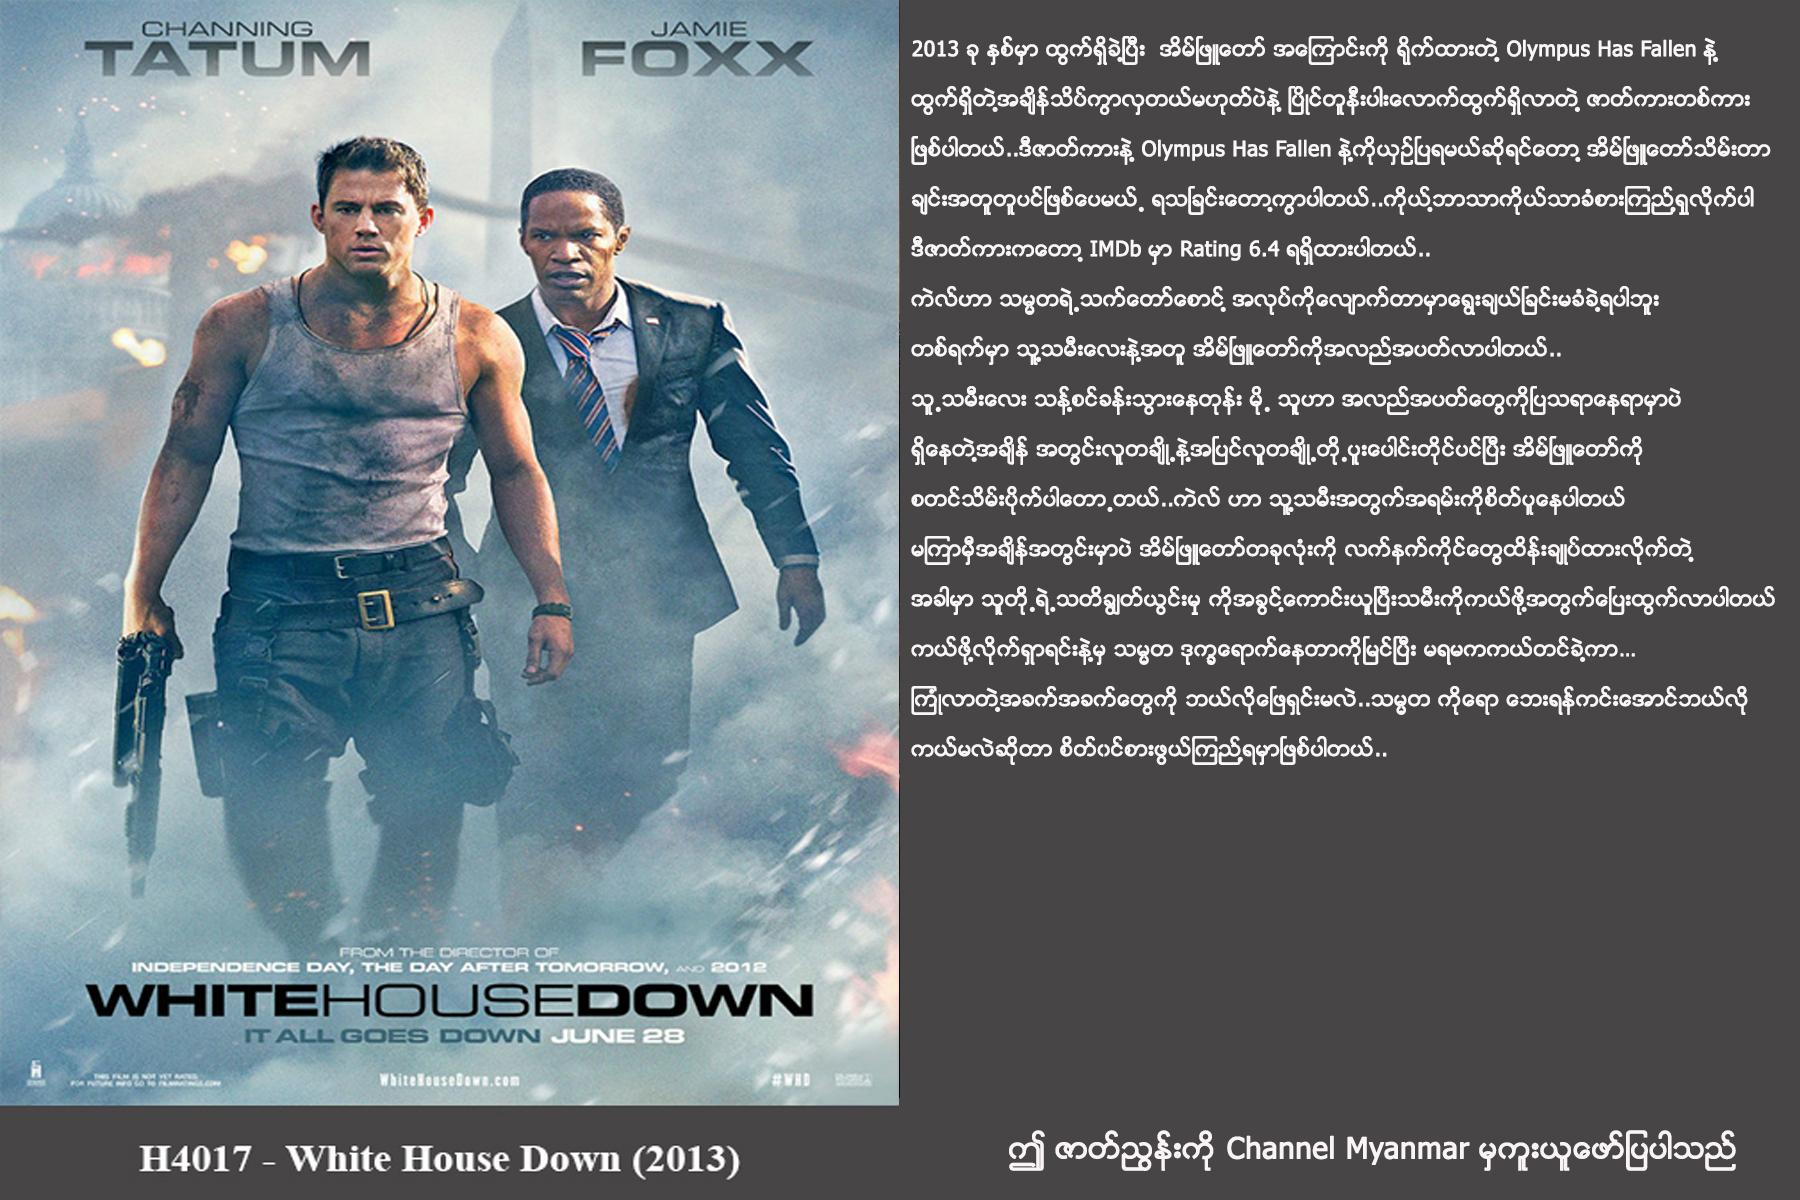 CHANNING
TATUM
JAMIE
FOXX
FROM THE DIRECTOR OF
INDEPENDENCE DAY, THE DAY AFTER TOMORROW, AND 2012
WHITE HOUSE DOWN
IT ALL GOES DOWN JUNE 28
THIS FILM IS NOT YET RATED.
FOR FUTURE INFO GO TO FILMRATINGS.COM
WhiteHouseDown.com
#WHD
H4017 - White House Down (2013)
2013 ခု နှစ်မှာ ထွက်ရှိခဲ့ပြီး အိမ်ဖြူတော် အကြောင်းကို ရိုက်ထားတဲ့ Olympus Has Fallen နဲ့
ထွက်ရှိတဲ့အချိန်သိပ်ကွာလှတယ်မဟုတ်ပဲနဲ့ ပြိုင်တူနီးပါးလောက်ထွက်ရှိလာတဲ့ ဇာတ်ကားတစ်ကား
ဖြစ်ပါတယ်..ဒီဇာတ်ကားနဲ့ Olympus Has Fallen နဲ့ကိုယှဉ်ပြရမယ်ဆိုရင်တော့ အိမ်ဖြူတော်သိမ်းတာ
ချင်းအတူတူပင်ဖြစ်ပေမယ့် ရသခြင်းတော့ကွာပါတယ်..ကိုယ့်ဘာသာကိုယ်သာခံစားကြည့်ရှုလိုက်ပါ
ဒီဇာတ်ကားကတော့ IMDb မှာ Rating 6.4 ရရှိထားပါတယ်..
ကဲလ်ဟာ သမ္မတရဲ့သက်တော်စောင့် အလုပ်ကိုလျောက်တာမှာရွေးချယ်ခြင်းမခံခဲ့ရပါဘူး
တစ်ရက်မှာ သူ့သမီးလေးနဲ့အတူ အိမ်ဖြူတော်ကိုအလည်အပတ်လာပါတယ်..
သူ့သမီးလေး သန့်စင်ခန်းသွားနေတုန်း မို့ သူဟာ အလည်အပတ်တွေကိုပြသရာနေရာမှာပဲ
ရှိနေတဲ့အချိန် အတွင်းလူတချို့နဲ့အပြင်လူတချို့တို့ပူးပေါင်းတိုင်ပင်ပြီး အိမ်ဖြူတော်ကို
စတင်သိမ်းပိုက်ပါတော့တယ်..ကဲလ် ဟာ သူ့သမီးအတွက်အရမ်းကိုစိတ်ပူနေပါတယ်
မကြာမှီအချိန်အတွင်းမှာပဲ အိမ်ဖြူတော်တခုလုံးကို လက်နက်ကိုင်တွေထိန်းချုပ်ထားလိုက်တဲ့
အခါမှာ သူတို့ရဲ့သတိချွတ်ယွင်းမှု ကိုအခွင့်ကောင်းယူပြီးသမီးကိုကယ်ဖို့အတွက်ပြေးထွက်လာပါတယ်
ကယ်ဖို့လိုက်ရှာရင်းနဲ့မှ သမ္မတ ဒုက္ခရောက်နေတာကိုမြင်ပြီး မရမကကယ်တင်ခဲ့ကာ...
ကြုံလာတဲ့အခက်အခက်တွေကို ဘယ်လိုဖြေရှင်းမလဲ..သမ္မတ ကိုရော ဘေးရန်ကင်းအောင်ဘယ်လို
ကယ်မလဲဆိုတာ စိတ်ဝင်စားဖွယ်ကြည့်ရမှာဖြစ်ပါတယ်..
ဤ ဇာတ်ညွှန်းကို Channel Myanmar မှကူးယူဖော်ပြပါသည်